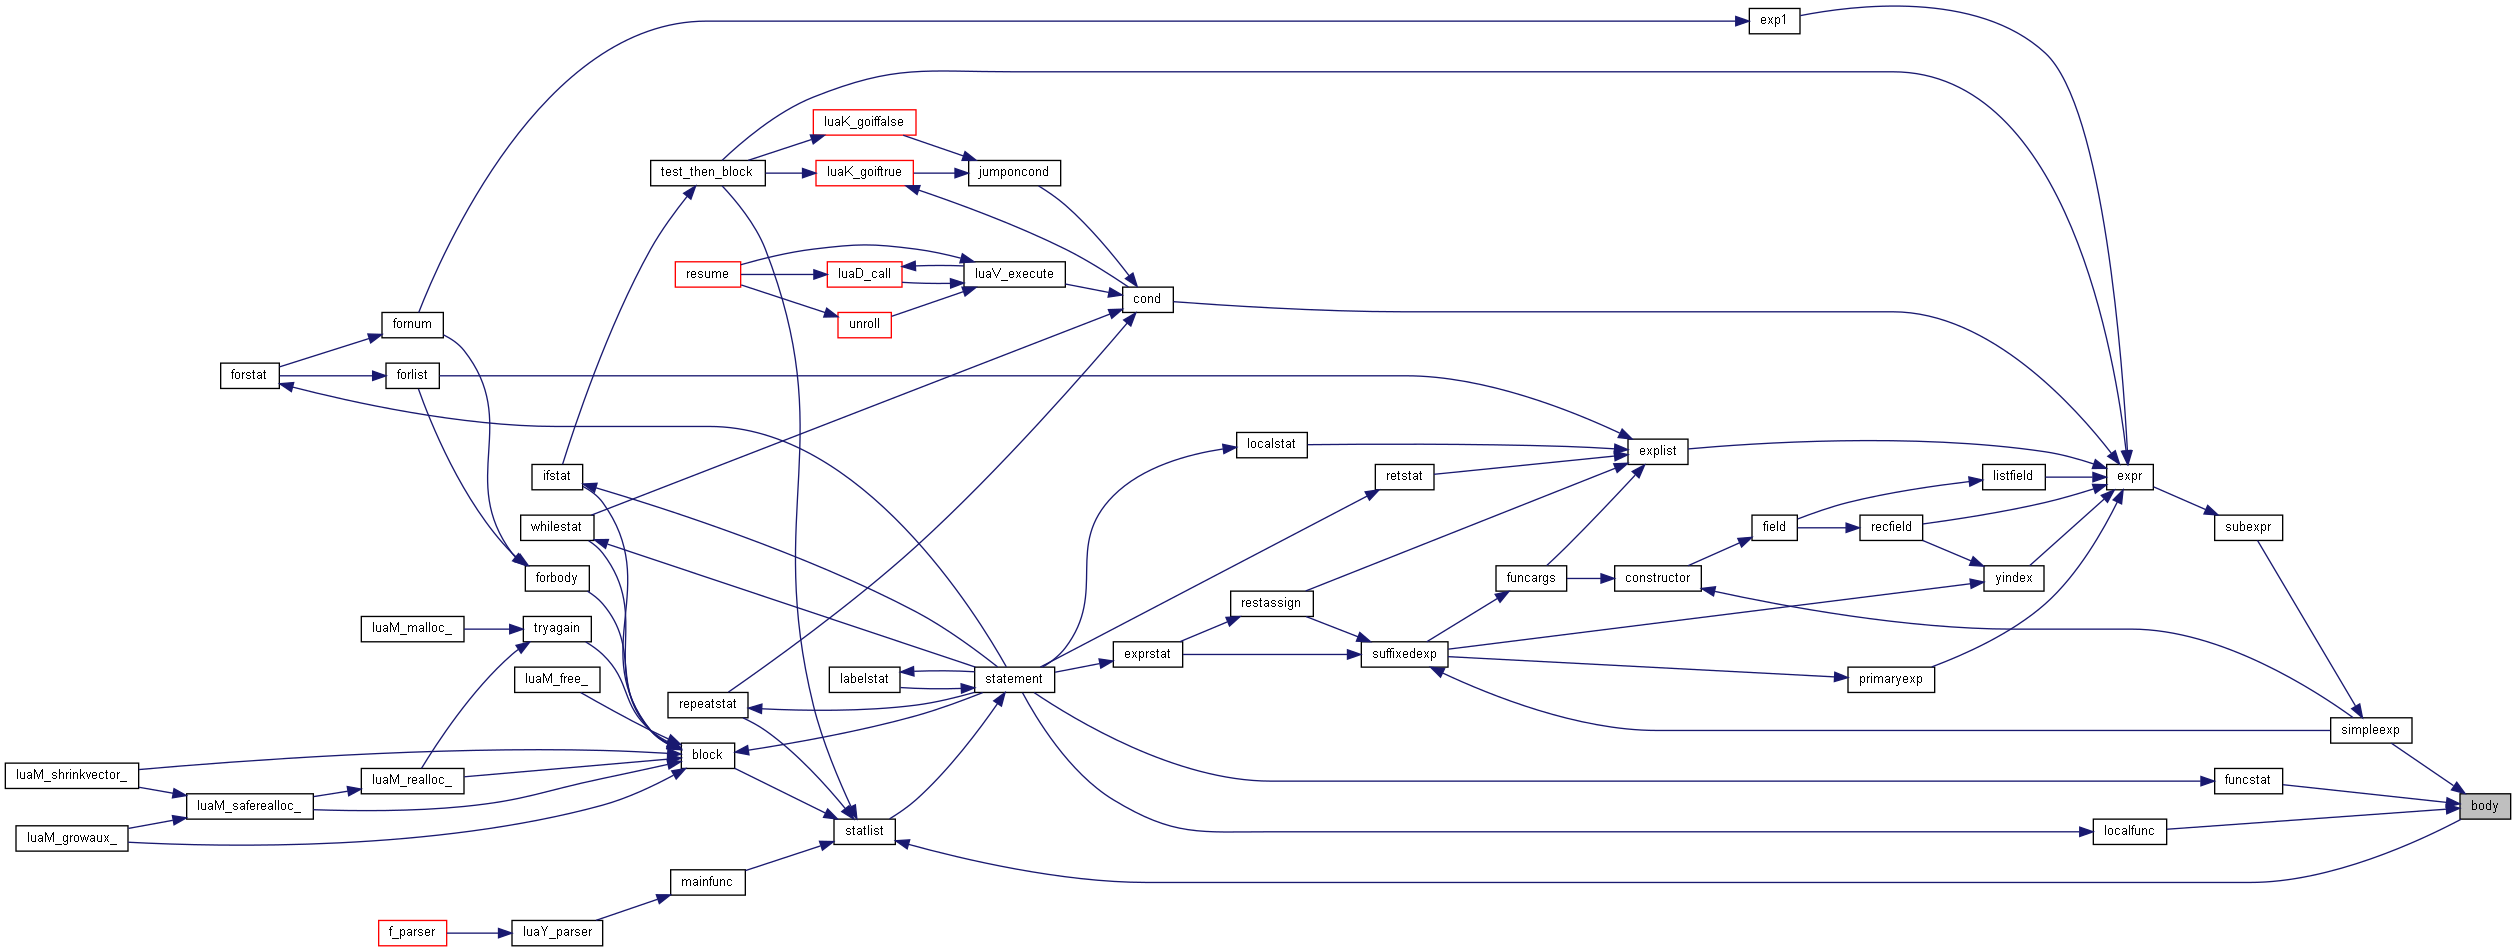 exp1
luaK_goiffalse
test_then_block
luaK_goiftrue
jumponcond
resume
luaD_call
luaV_execute
cond
unroll
fornum
forstat
forlist
localstat
explist
ifstat
retstat
listfield
expr
whilestat
field
recfield
subexpr
forbody
funcargs
constructor
yindex
restassign
luaM_malloc_
tryagain
exprstat
suffixedexp
luaM_free_
labelstat
statement
primaryexp
repeatstat
simpleexp
block
luaM_shrinkvector_
luaM_realloc_
funcstat
luaM_saferealloc_
body
luaM_growaux_
statlist
localfunc
mainfunc
f_parser
luaY_parser